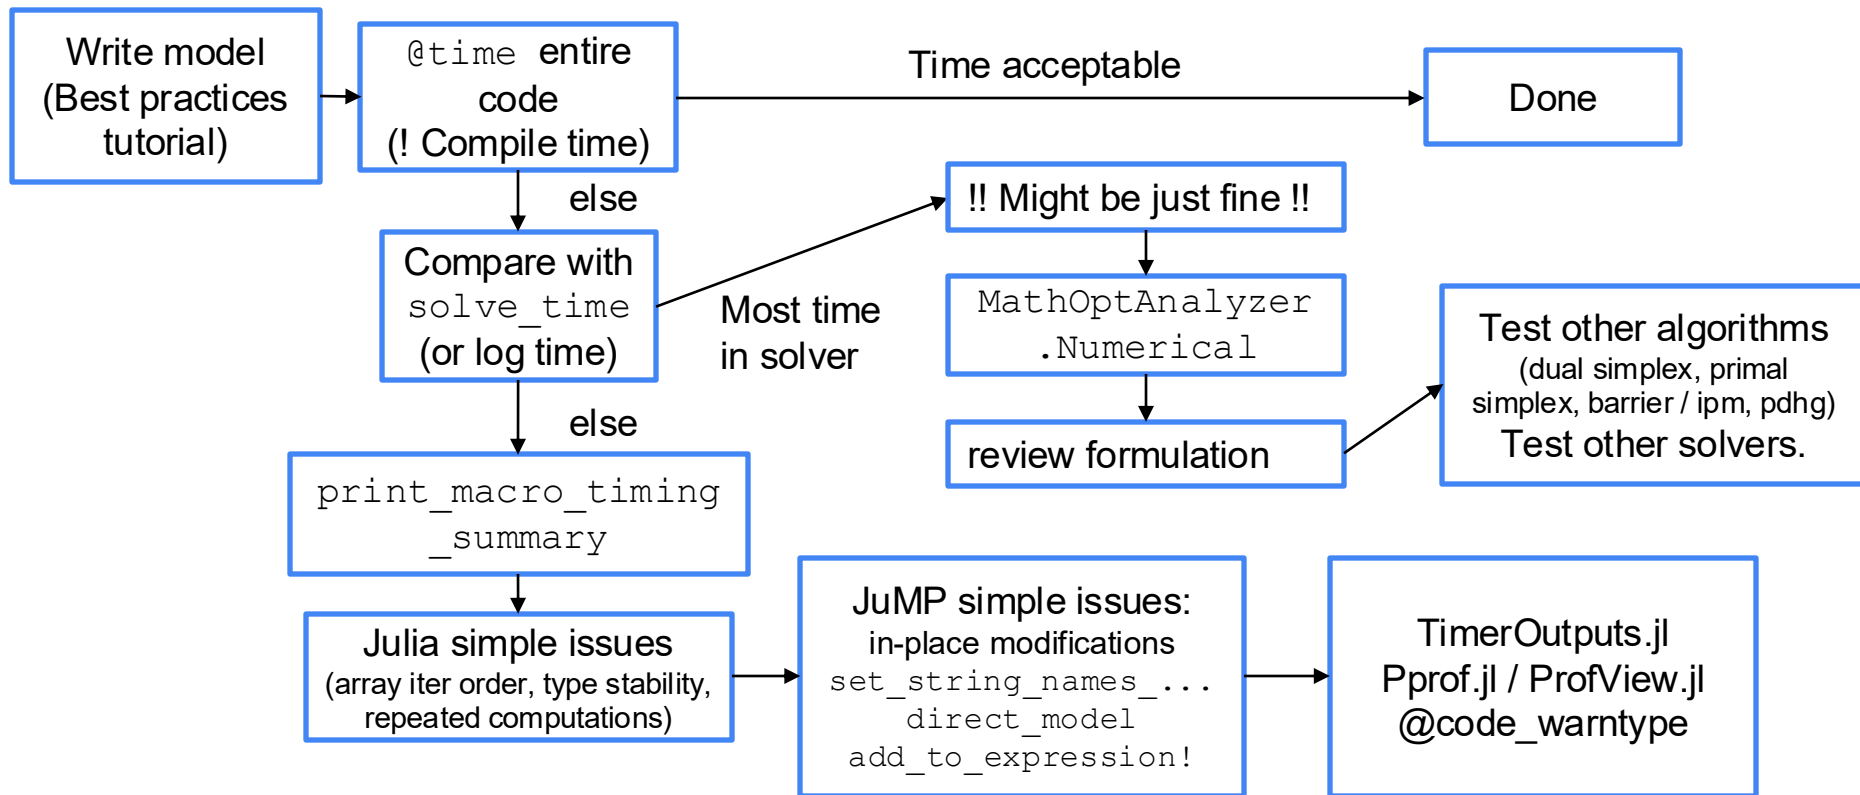 Write model
(Best practices
tutorial)
@time entire
code
(! Compile time)
Time acceptable
Done
else
Compare with
solve_time
(or log time)
Most time
in solver
!! Might be just fine !!
MathOptAnalyzer
.Numerical
review formulation
Test other algorithms
(dual simplex, primal
simplex, barrier / ipm, pdhg)
Test other solvers.
else
print_macro_timing
_summary
Julia simple issues
(array iter order, type stability,
repeated computations)
JuMP simple issues:
in-place modifications
set_string_names_...
direct_model
add_to_expression!
TimerOutputs.jl
Pprof.jl / ProfView.jl
@code_warntype